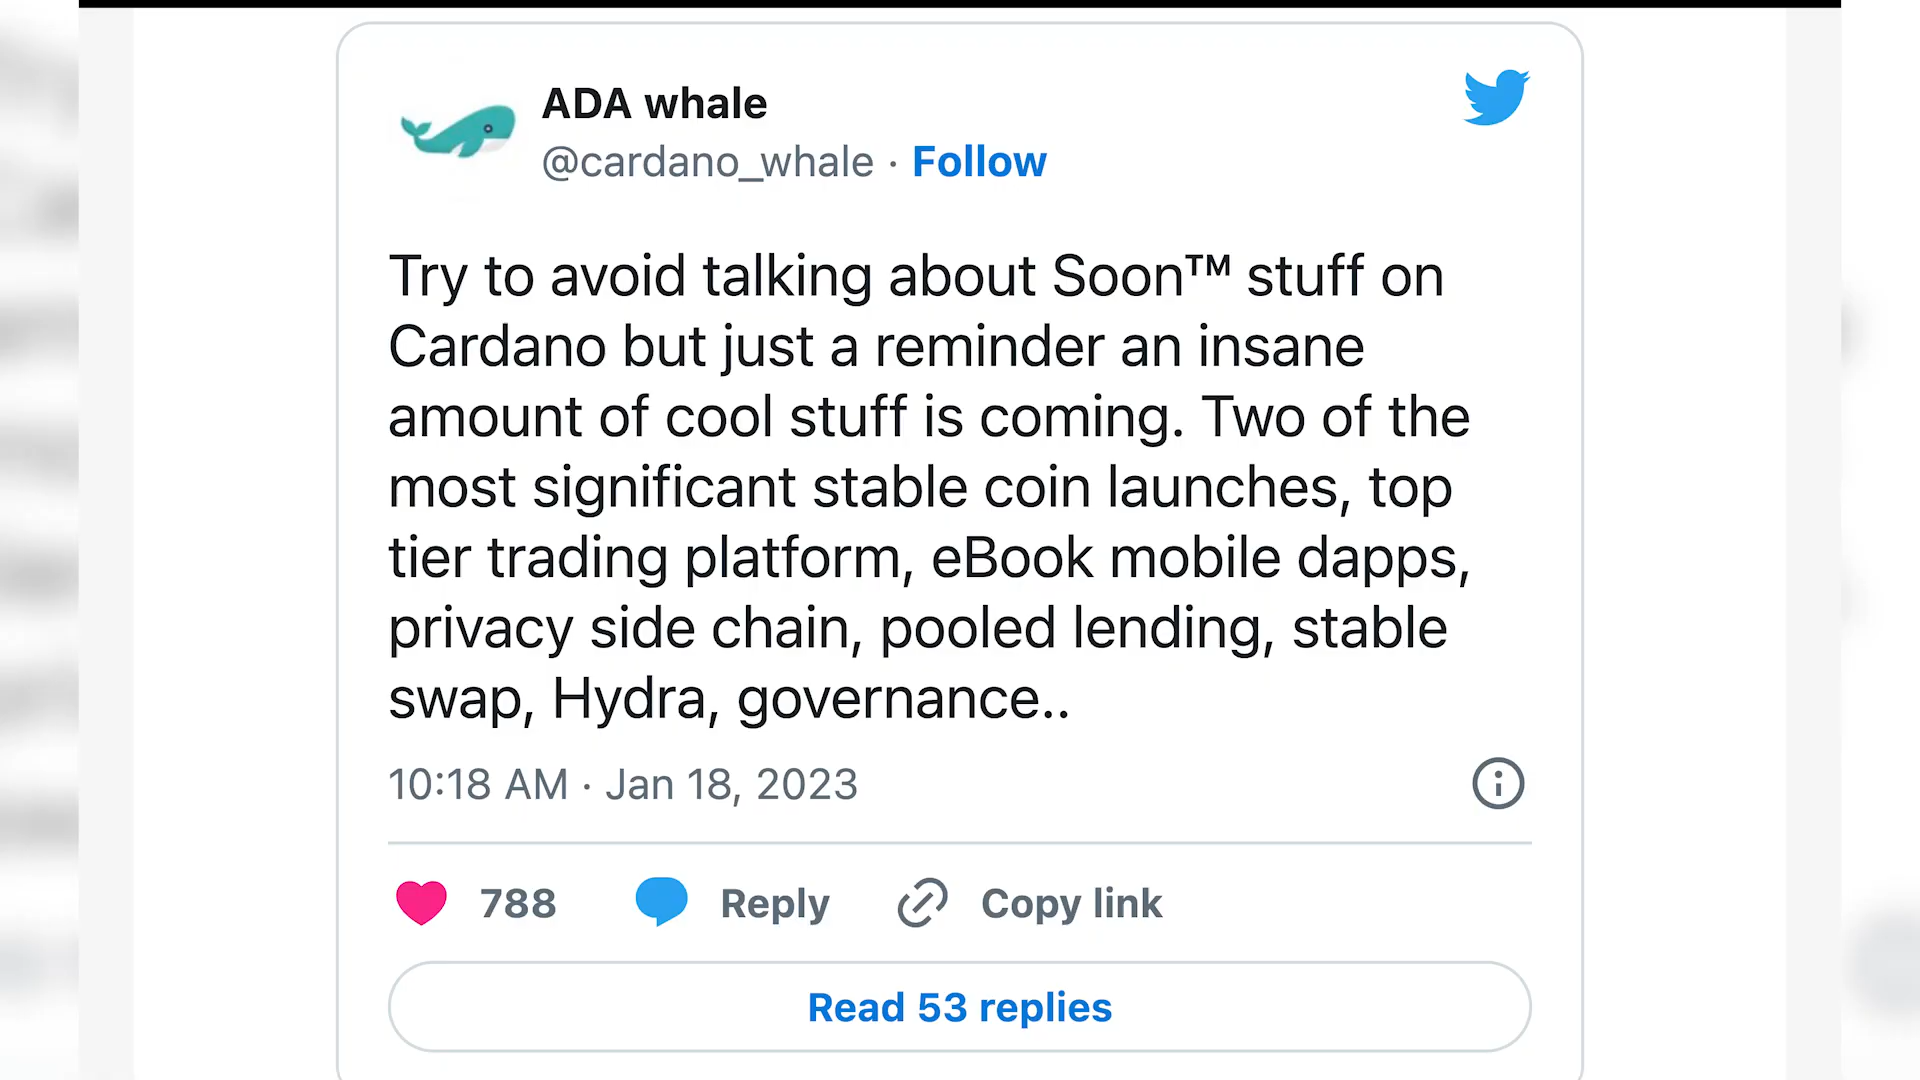 ADA whale
@cardano_whale · Follow
Try to avoid talking about Soon™ stuff on
Cardano but just a reminder an insane
amount of cool stuff is coming. Two of the
most significant stable coin launches, top
tier trading platform, eBook mobile dapps,
privacy side chain, pooled lending, stable
swap, Hydra, governance..
10:18 AM · Jan 18, 2023
788 Reply Copy link
Read 53 replies